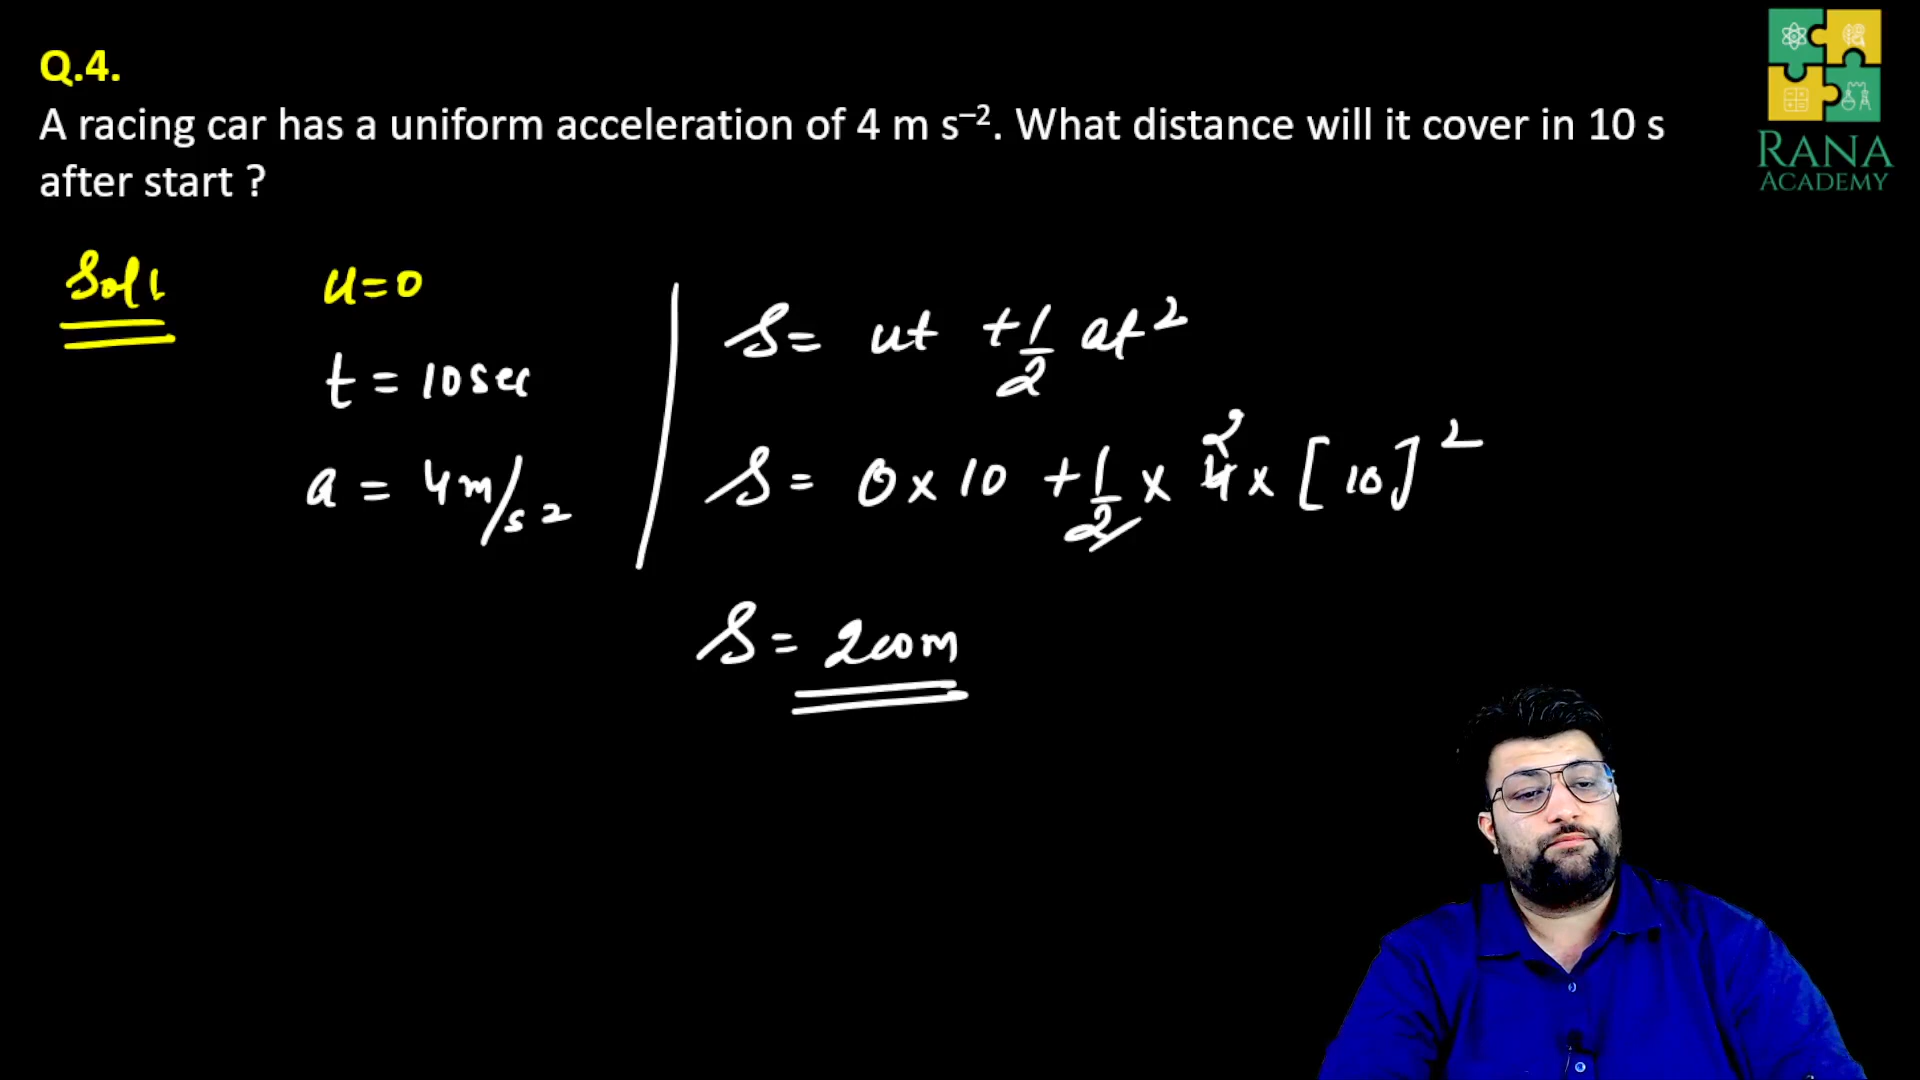 Q.4.
A racing car has a uniform acceleration of 4 m s⁻². What distance will it cover in 10 s
after start ?
RANA
ACADEMY
Sol!
u=0
t = 10sec
a = 4m/s2
S= ut +1/2 at²
S= 0×10 +1/2 × 4 2 × [10]²
S= 200m